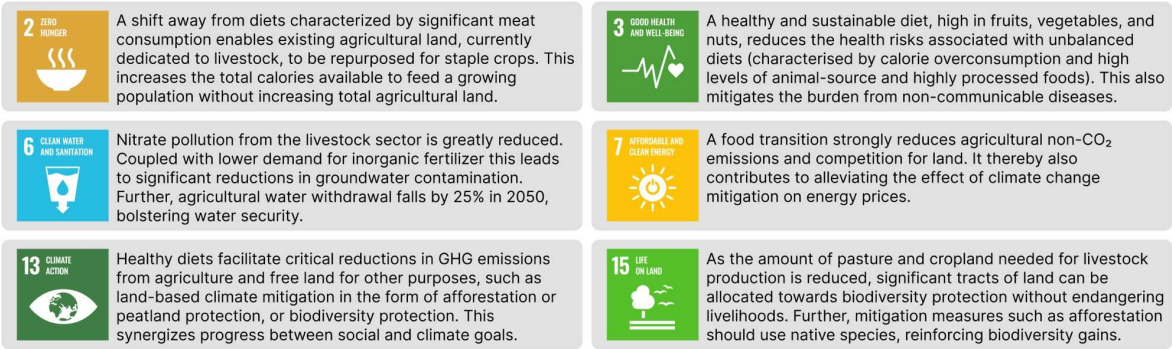 2 ZERO
HUNGER
A shift away from diets characterized by significant meat
consumption enables existing agricultural land, currently
dedicated to livestock, to be repurposed for staple crops. This
increases the total calories available to feed a growing
population without increasing total agricultural land.
3 GOOD HEALTH
AND WELL-BEING
A healthy and sustainable diet, high in fruits, vegetables, and
nuts, reduces the health risks associated with unbalanced
diets (characterised by calorie overconsumption and high
levels of animal-source and highly processed foods). This also
mitigates the burden from non-communicable diseases.
6 CLEAN WATER
AND SANITATION
Nitrate pollution from the livestock sector is greatly reduced.
Coupled with lower demand for inorganic fertilizer this leads
to significant reductions in groundwater contamination.
Further, agricultural water withdrawal falls by 25% in 2050,
bolstering water security.
7 AFFORDABLE AND
CLEAN ENERGY
A food transition strongly reduces agricultural non-CO₂
emissions and competition for land. It thereby also
contributes to alleviating the effect of climate change
mitigation on energy prices.
13 CLIMATE
ACTION
Healthy diets facilitate critical reductions in GHG emissions
from agriculture and free land for other purposes, such as
land-based climate mitigation in the form of afforestation or
peatland protection, or biodiversity protection. This
synergizes progress between social and climate goals.
15 LIFE
ON LAND
As the amount of pasture and cropland needed for livestock
production is reduced, significant tracts of land can be
allocated towards biodiversity protection without endangering
livelihoods. Further, mitigation measures such as afforestation
should use native species, reinforcing biodiversity gains.